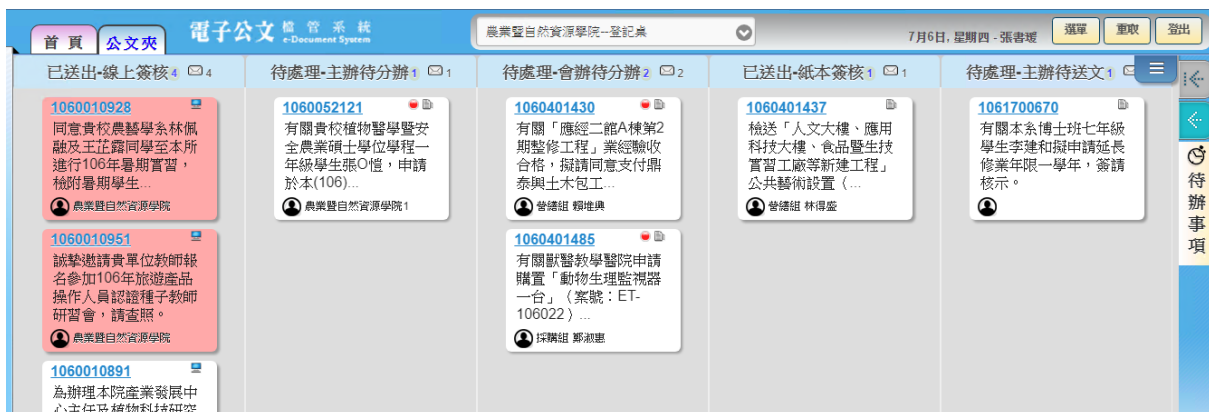 首 頁
公文夾
電子公文 檔 管 系 統
e-Document System
農業暨自然資源學院--登記桌
7月6日, 星期四 - 張書瑗
選單
重取
登出
已送出-線上簽核4 4
1060010928
同意貴校農藝學系林佩
融及王芷露同學至本所
進行106年暑期實習，
檢附暑期學生...
農業暨自然資源學院
1060010951
誠摯邀請貴單位教師報
名參加106年旅遊產品
操作人員認證種子教師
研習會，請查照。
農業暨自然資源學院
1060010891
為辦理本院產業發展中
心主任及植物科技研究
待處理-主辦待分辦1 1
1060052121
有關貴校植物醫學暨安
全農業碩士學位學程一
年級學生張O愷，申請
於本(106)...
農業暨自然資源學院1
待處理-會辦待分辦2 2
1060401430
有關「應經二館A棟第2
期整修工程」業經驗收
合格，擬請同意支付鼎
泰興土木包工...
營繕組 賴堆興
1060401485
有關獸醫教學醫院申請
購置「動物生理監視器
一台」（案號：ET-
106022）...
採購組 鄭淑惠
已送出-紙本簽核1 1
1060401437
檢送「人文大樓、應用
科技大樓、食品暨生技
實習工廠等新建工程」
公共藝術設置（...
營繕組 林得盛
待處理-主辦待送文1
1061700670
有關本系博士班七年級
學生李建和擬申請延長
修業年限一學年，簽請
核示。
待辦事項